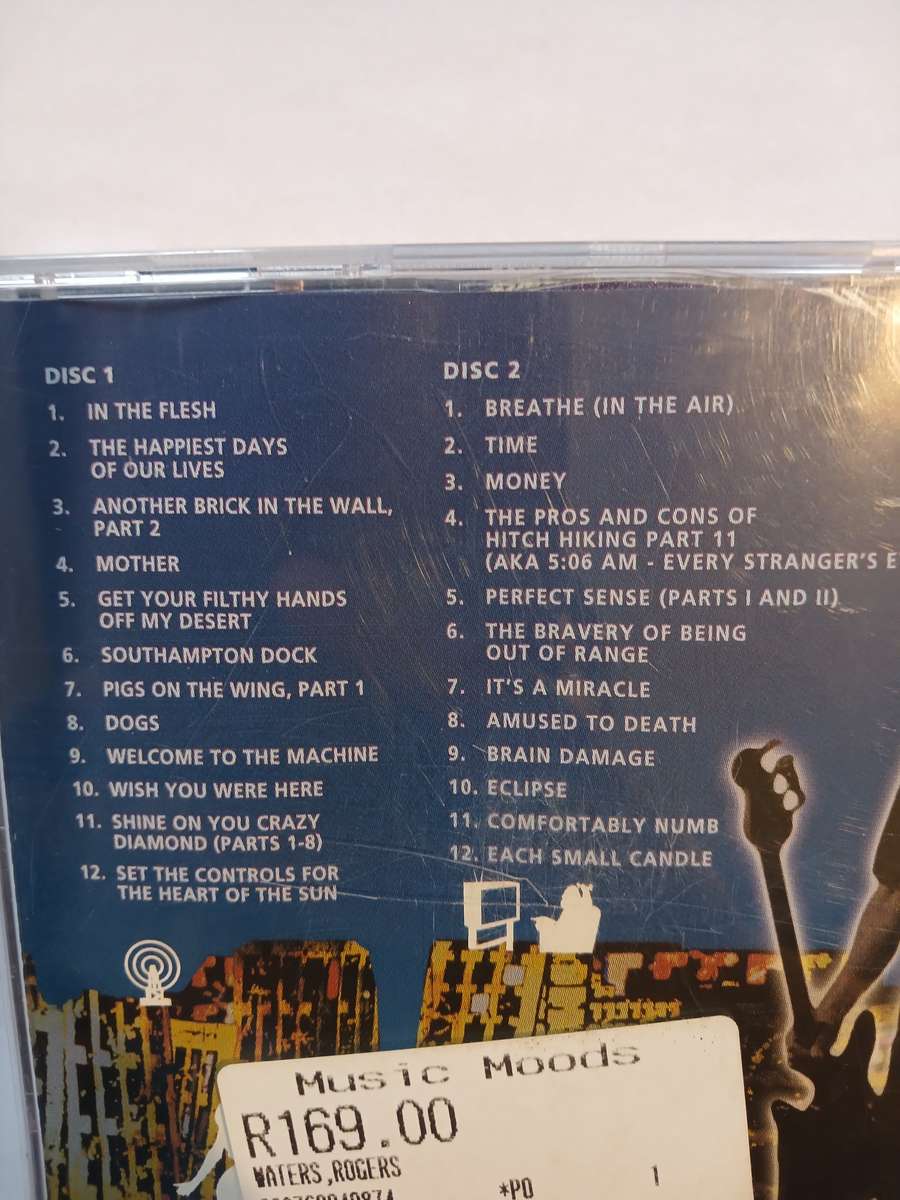 DISC 1
1. IN THE FLESH
2. THE HAPPIEST DAYS
OF OUR LIVES
3. ANOTHER BRICK IN THE WALL,
PART 2
4. MOTHER
5. GET YOUR FILTHY HANDS
OFF MY DESERT
6. SOUTHAMPTON DOCK
7. PIGS ON THE WING, PART 1
8. DOGS
9. WELCOME TO THE MACHINE
10. WISH YOU WERE HERE
11. SHINE ON YOU CRAZY
DIAMOND (PARTS 1-8)
12. SET THE CONTROLS FOR
THE HEART OF THE SUN
DISC 2
1. BREATHE (IN THE AIR)
2. TIME
3. MONEY
4. THE PROS AND CONS OF
HITCH HIKING PART 11
(AKA 5:06 AM - EVERY STRANGER'S E
5. PERFECT SENSE (PARTS I AND II)
6. THE BRAVERY OF BEING
OUT OF RANGE
7. IT'S A MIRACLE
8. AMUSED TO DEATH
9. BRAIN DAMAGE
10. ECLIPSE
11. COMFORTABLY NUMB
12. EACH SMALL CANDLE
Music Moods
R169.00
WATERS,ROGERS
*PO 1